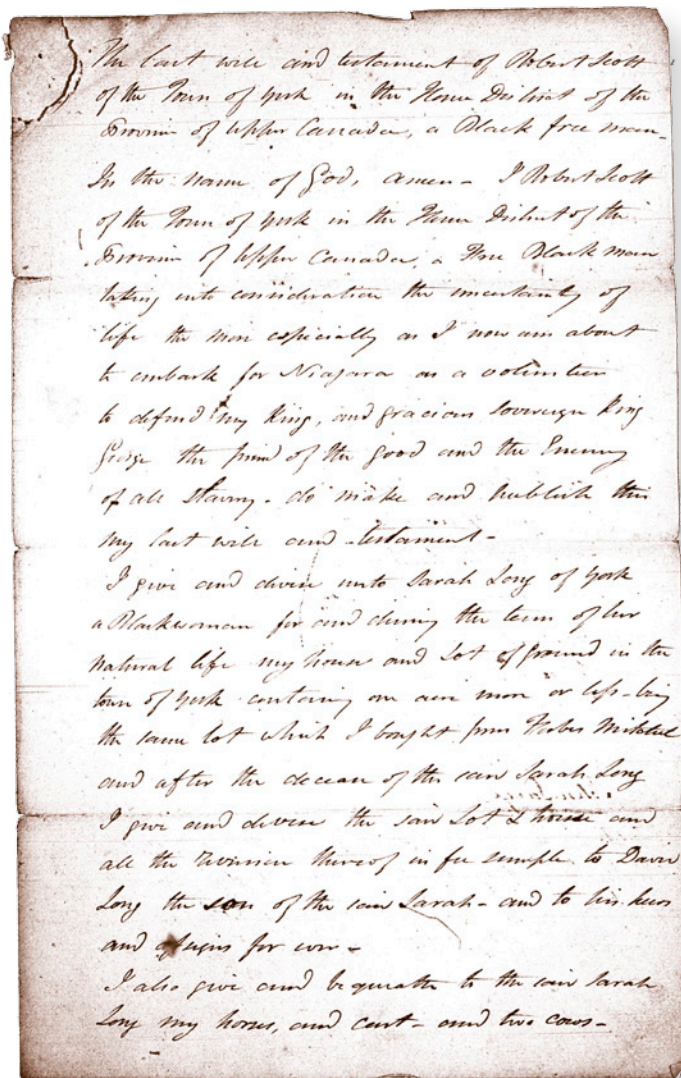 The last will and testament of Robert Scott
of the Town of York in the Home District of the
Province of Upper Canada, a Black free man-
In the name of God, amen - I Robert Scott
of the Town of York in the Home District of the
Province of Upper Canada, a Free Black man
taking into consideration the uncertainty of
life the more especially as I now am about
to embark for Niagara as a volunteer
to defend my King, and gracious sovereign King
George the friend of the good and the Enemy
of all slavery - do make and publish this
my last will and testament -
I give and devise unto Sarah Long of York
a Black woman for and during the term of her
natural life my house and Lot of ground in the
town of York containing one acre more or less - being
the same lot which I bought from Forbes Mitchel
and after the decease of the said Sarah Long
I give and devise the said Lot & house and
all the reversion thereof in fee simple to David
Long the son of the said Sarah - and to his heirs
and assigns for ever -
I also give and bequeathe to the said Sarah
Long my horses, and cart - and two cows -